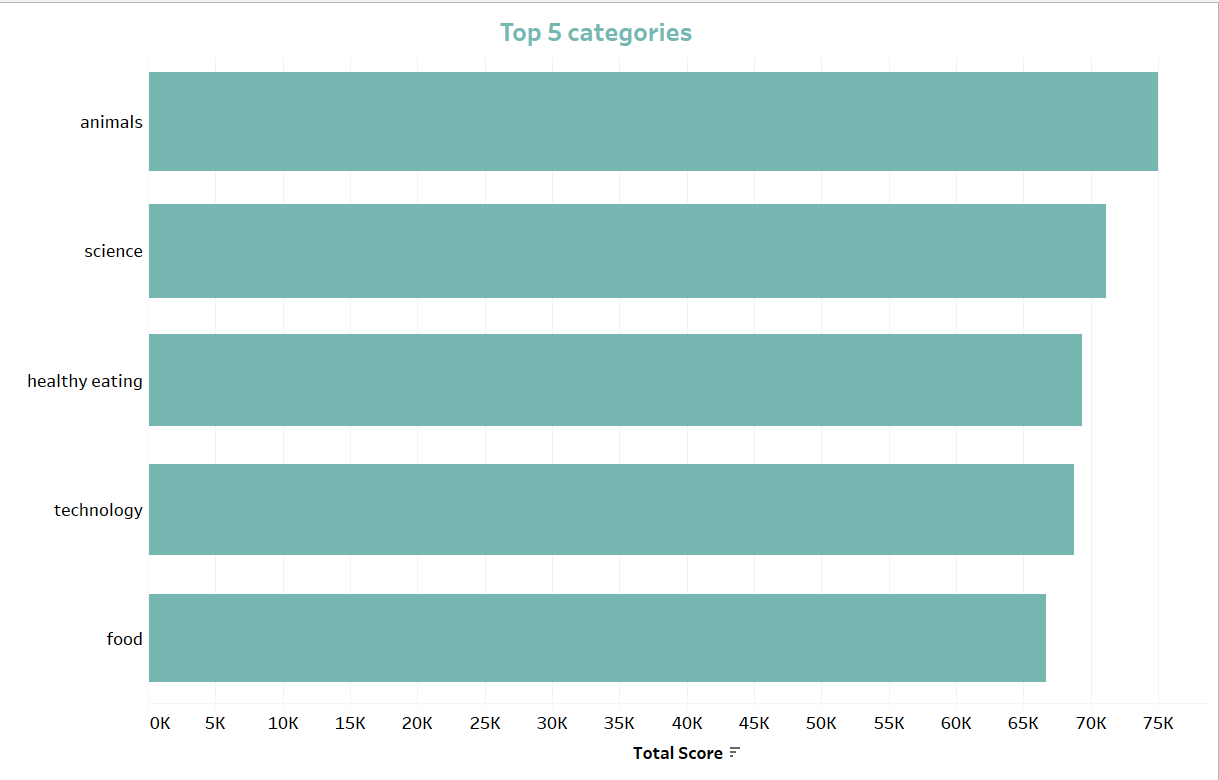 Top 5 categories
animals
science
healthy eating
technology
food
0K 5K 10K 15K 20K 25K 30K 35K 40K 45K 50K 55K 60K 65K 70K 75K
Total Score